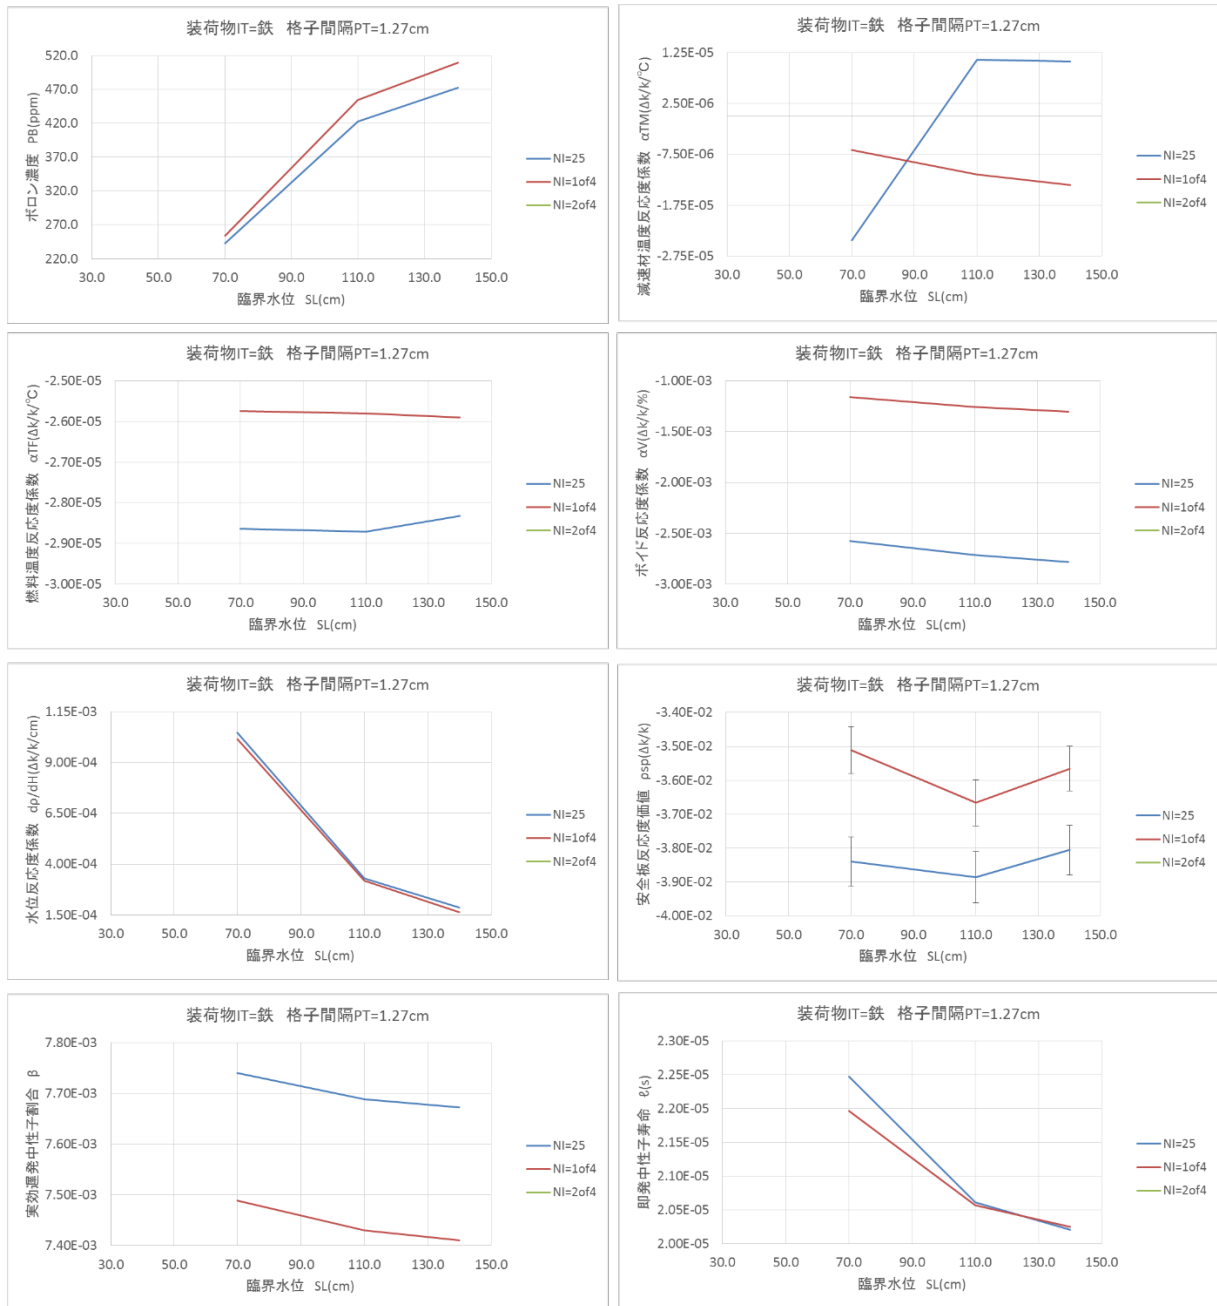 装荷物IT=鉄 格子間隔PT=1.27cm
ボロン濃度 PB(ppm)
520.0
470.0
420.0
370.0
320.0
270.0
220.0
30.0 70.0 90.0 110.0 130.0 150.0
臨界水位 SL(cm)
NI=25
NI=1of4
NI=2of4
装荷物IT=鉄 格子間隔PT=1.27cm
減速材温度反応度係数 αTM(Δk/k/℃)
1.25E-05
2.50E-06
-7.50E-06
-1.75E-05
-2.75E-05
30.0 50.0 70.0 90.0 110.0 130.0 150.0
臨界水位 SL(cm)
NI=25
NI=1of4
NI=2of4
装荷物IT=鉄 格子間隔PT=1.27cm
燃料温度反応度係数 αTF(Δk/k/℃)
-2.50E-05
-2.60E-05
-2.70E-05
-2.80E-05
-2.90E-05
-3.00E-05
30.0 50.0 70.0 90.0 110.0 130.0 150.0
臨界水位 SL(cm)
NI=25
NI=1of4
NI=2of4
装荷物IT=鉄 格子間隔PT=1.27cm
ボイド反応度係数 αV(Δk/k/%)
-1.00E-03
-1.50E-03
-2.00E-03
-2.50E-03
-3.00E-03
30.0 50.0 70.0 90.0 110.0 130.0 150.0
臨界水位 SL(cm)
NI=25
NI=1of4
NI=2of4
装荷物IT=鉄 格子間隔PT=1.27cm
水位反応度係数 dρ/dH(Δk/k/cm)
1.15E-03
9.00E-04
6.50E-04
4.00E-04
1.50E-04
30.0 50.0 70.0 90.0 110.0 130.0 150.0
臨界水位 SL(cm)
NI=25
NI=1of4
NI=2of4
装荷物IT=鉄 格子間隔PT=1.27cm
安全板反応度価値 ρsp(Δk/k)
-3.40E-02
-3.50E-02
-3.60E-02
-3.70E-02
-3.80E-02
-3.90E-02
-4.00E-02
30.0 50.0 70.0 90.0 110.0 130.0 150.0
臨界水位 SL(cm)
NI=25
NI=1of4
NI=2of4
装荷物IT=鉄 格子間隔PT=1.27cm
実効遅発中性子割合 β
7.80E-03
7.70E-03
7.60E-03
7.50E-03
7.40E-03
30.0 50.0 70.0 90.0 110.0 130.0 150.0
臨界水位 SL(cm)
NI=25
NI=1of4
NI=2of4
装荷物IT=鉄 格子間隔PT=1.27cm
即発中性子寿命 ℓ(s)
2.30E-05
2.25E-05
2.20E-05
2.15E-05
2.10E-05
2.05E-05
2.00E-05
30.0 50.0 70.0 90.0 110.0 130.0 150.0
臨界水位 SL(cm)
NI=25
NI=1of4
NI=2of4